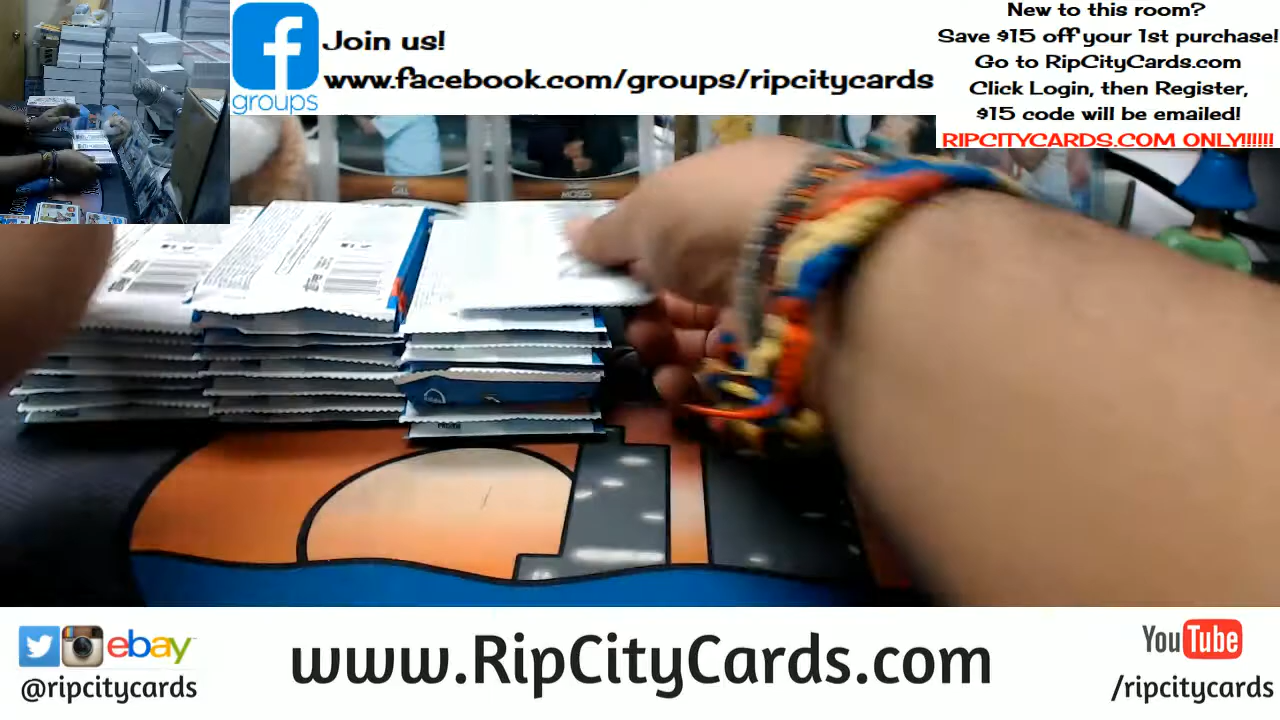 Join us!
www.facebook.com/groups/ripcitycards
f
groups
New to this room?
Save $15 off your 1st purchase!
Go to RipCityCards.com
Click Login, then Register,
$15 code will be emailed!
RIPCITYCARDS.COM ONLY!!!!!!
GILL
MOSES
ebay
@ripcitycards
www.RipCityCards.com
YouTube
/ripcitycards